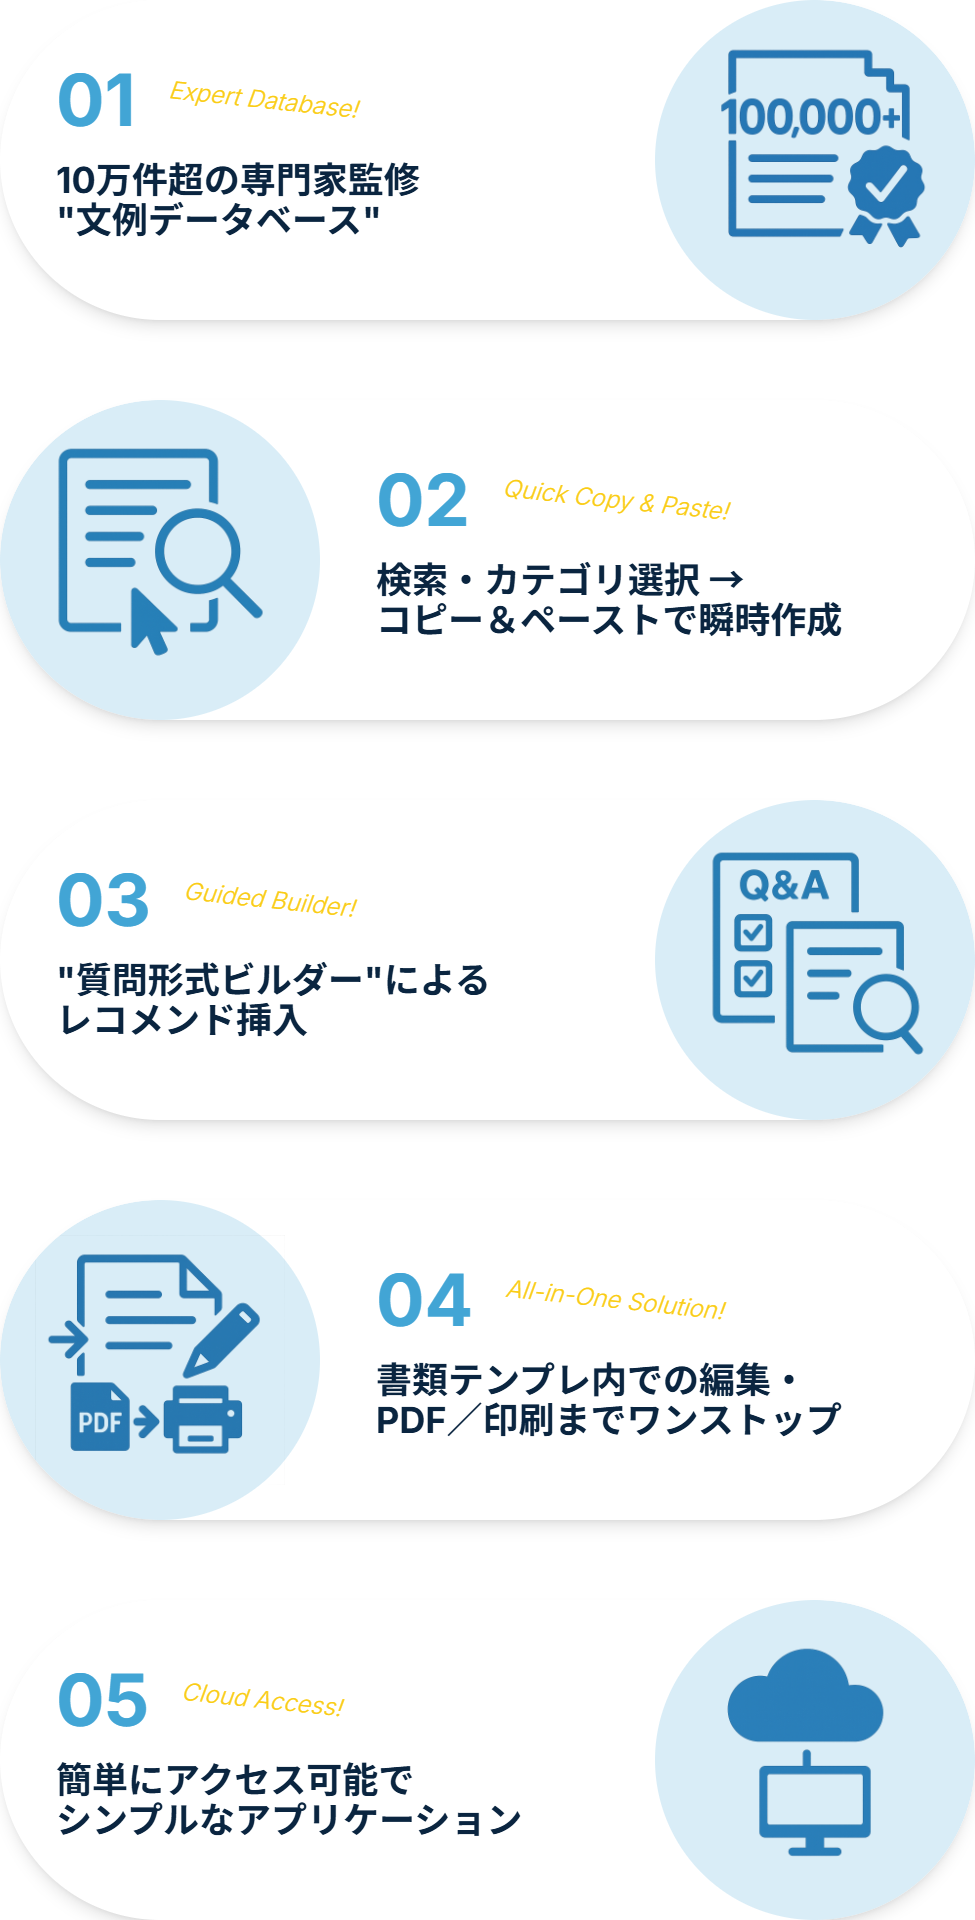 01
Expert Database!
100,000+
10万件超の専門家監修
"文例データベース"
02
Quick Copy & Paste!
検索・カテゴリ選択 →
コピー＆ペーストで瞬時作成
03
Guided Builder!
Q&A
"質問形式ビルダー"による
レコメンド挿入
04
All-in-One Solution!
書類テンプレ内での編集・
PDF／印刷までワンストップ
PDF
05
Cloud Access!
簡単にアクセス可能で
シンプルなアプリケーション